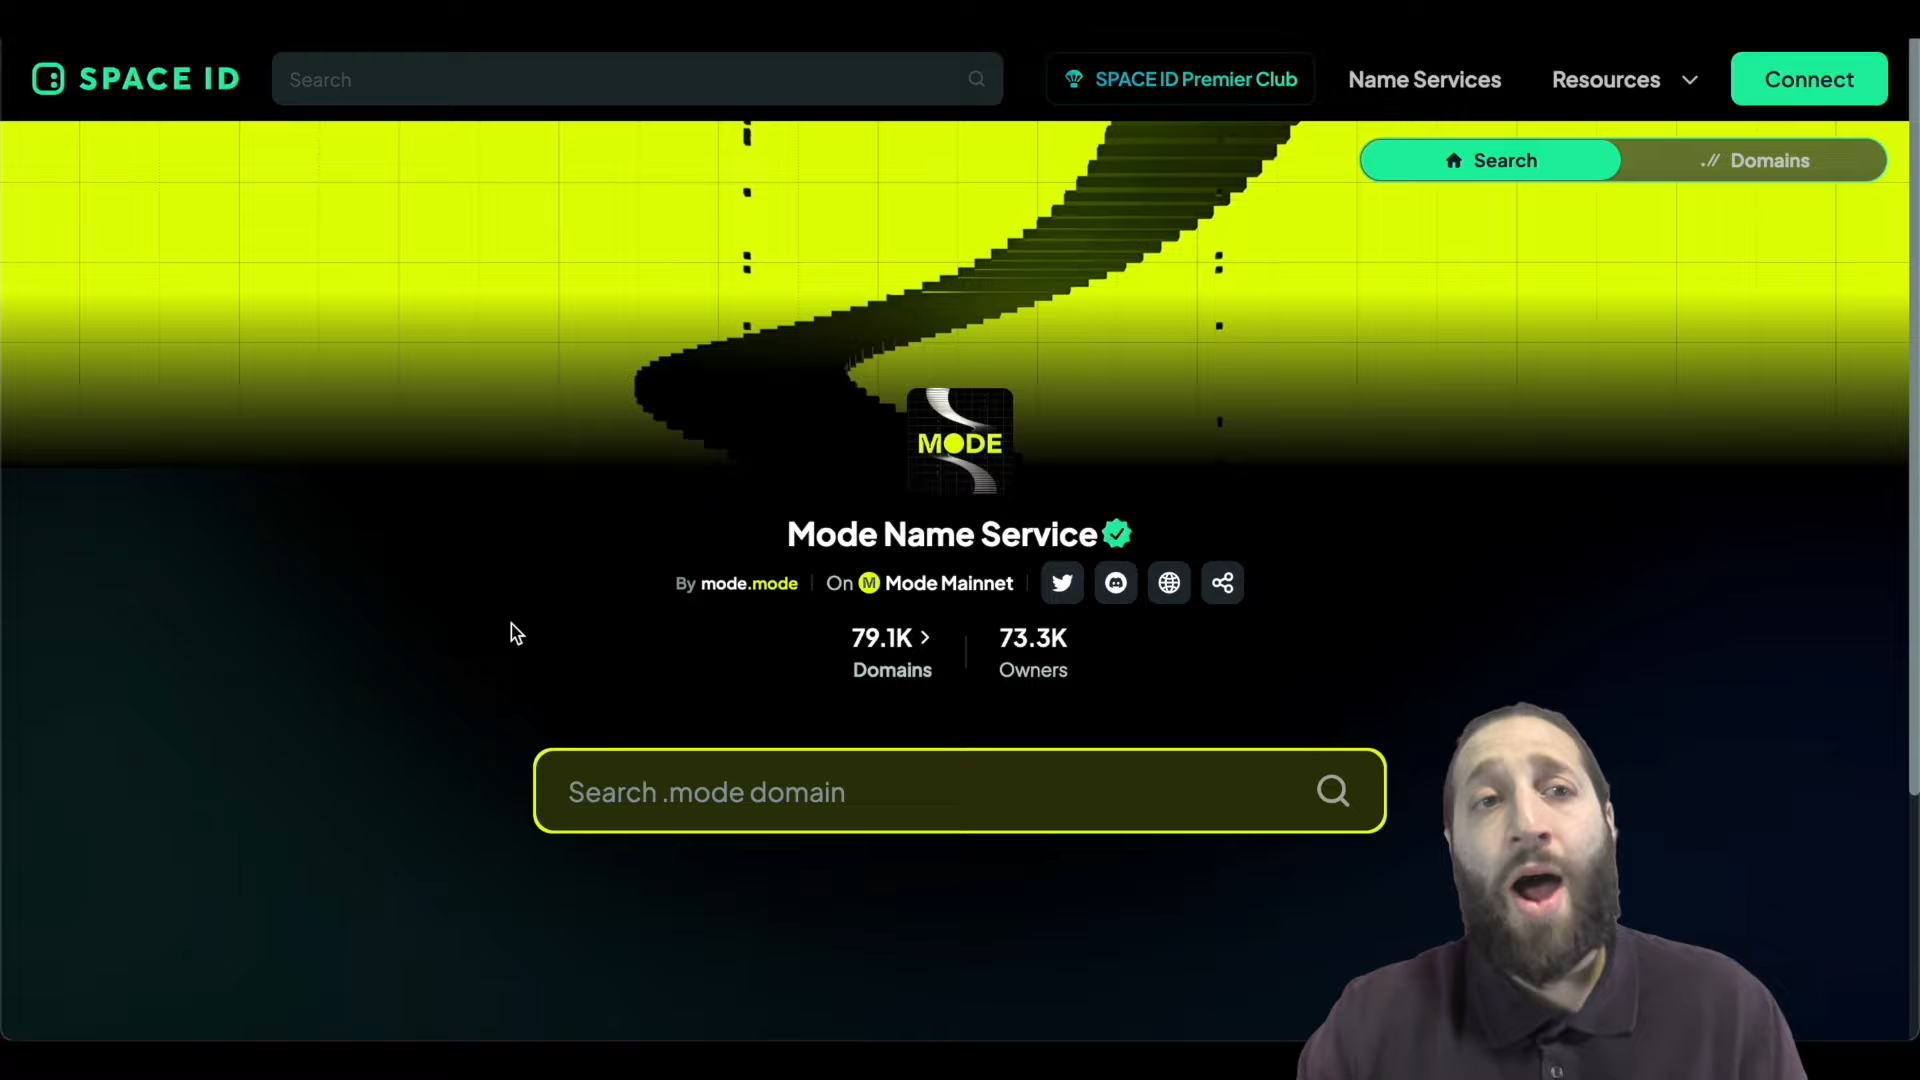 SPACE ID
Search
SPACE ID Premier Club
Name Services
Resources
Connect
Search
.// Domains
MODE
Mode Name Service
By mode.mode
On M Mode Mainnet
79.1K >
73.3K
Domains
Owners
Search .mode domain